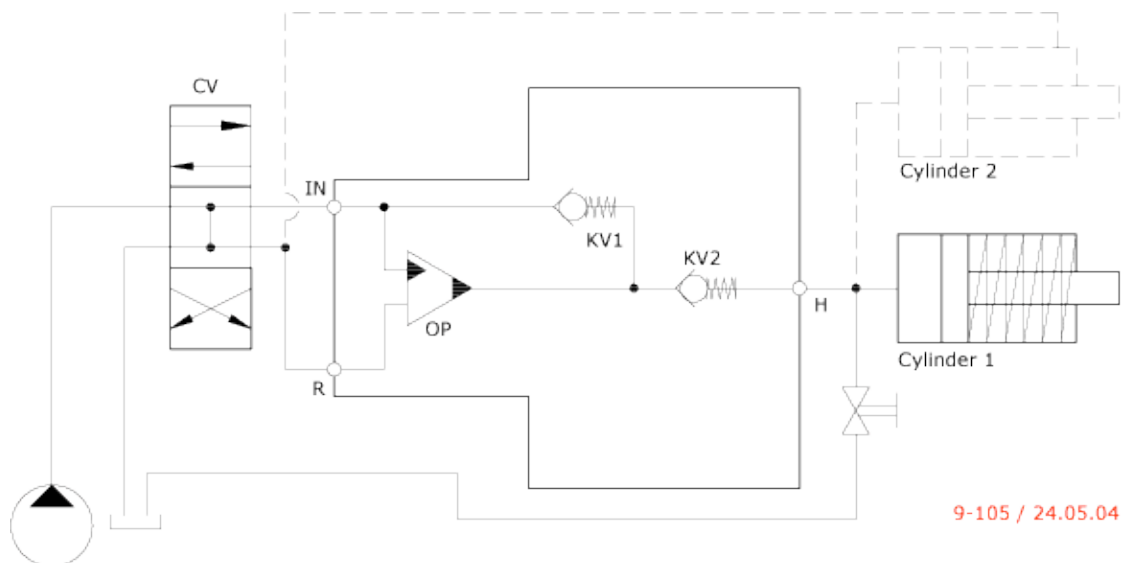 CV
Cylinder 2
IN
KV1
KV2
OP
H
R
Cylinder 1
9-105 / 24.05.04